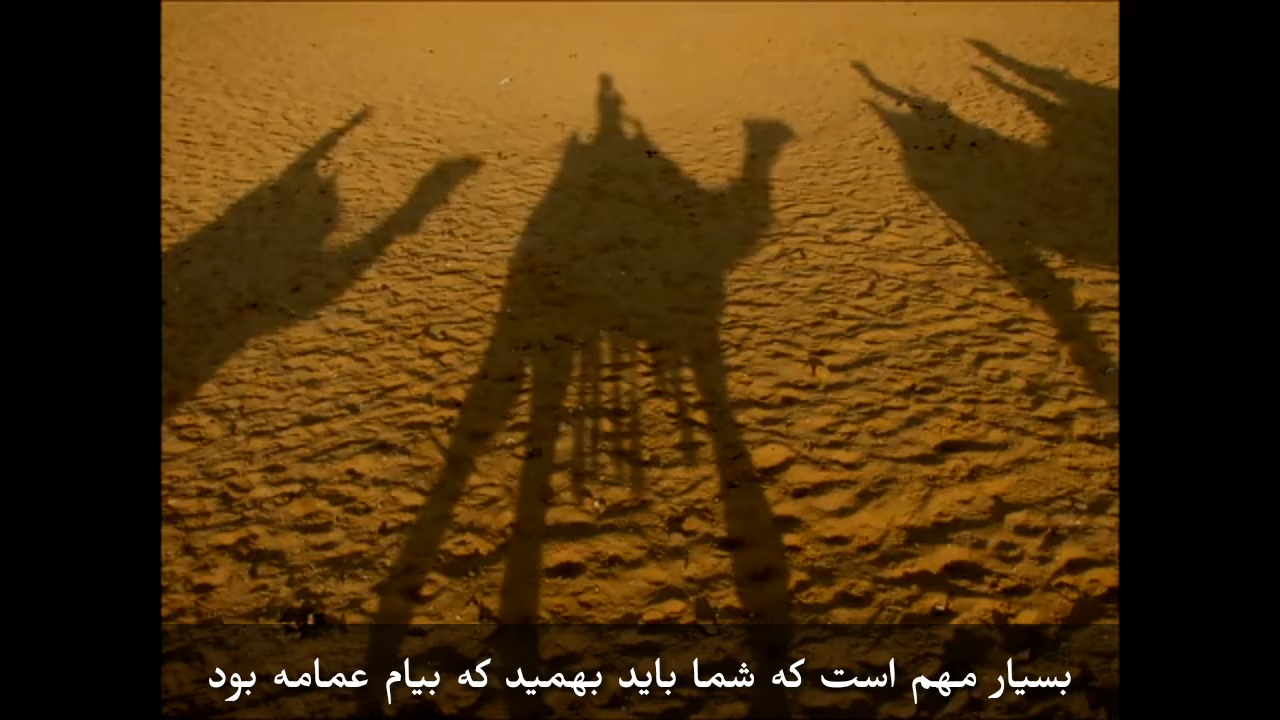 بسیار مهم است که شما باید بهمید که بیام عمامه بود